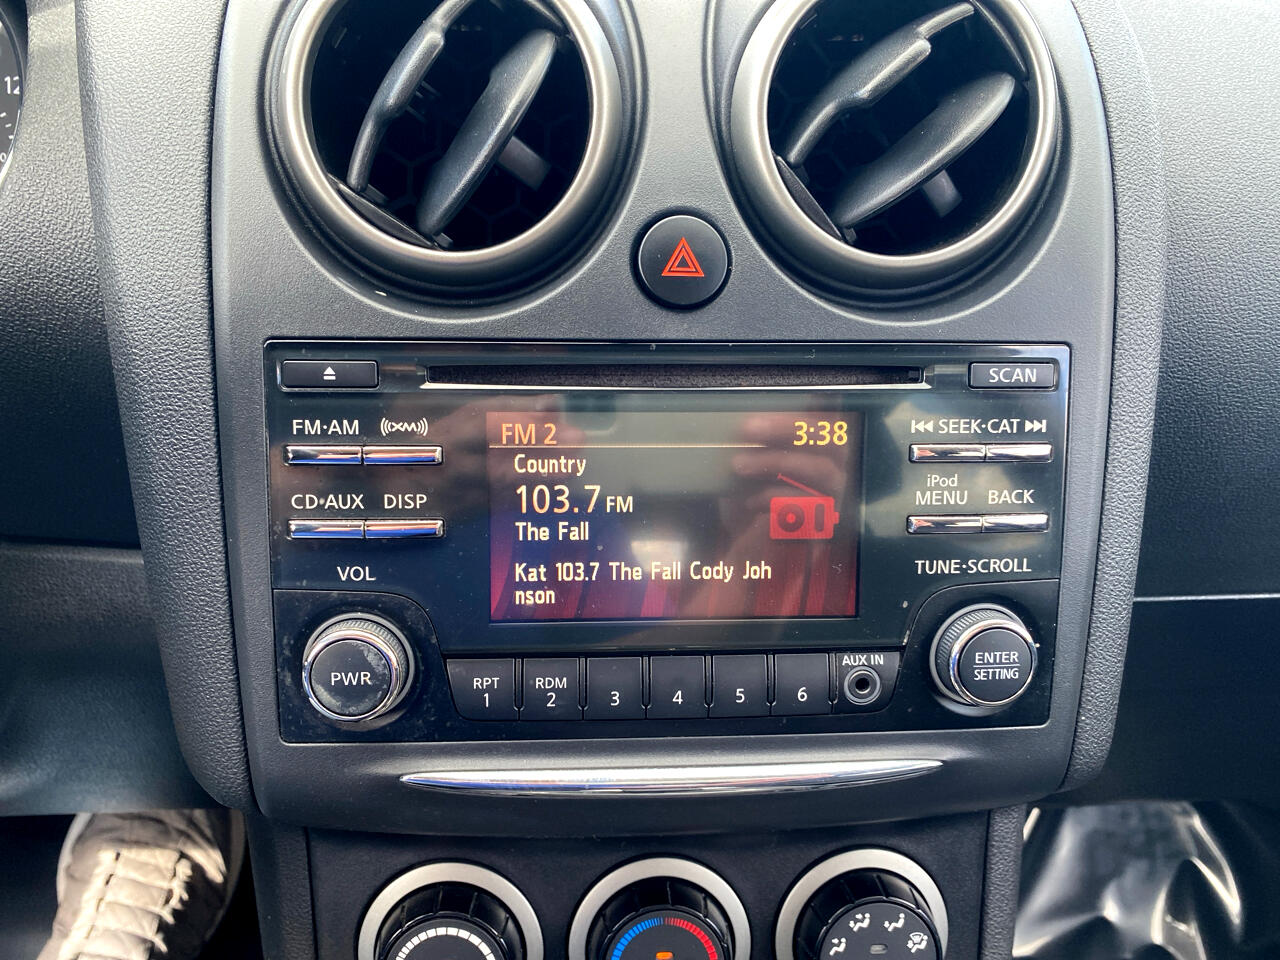 12
SCAN
FM·AM ((XM))
SEEK·CAT
FM 2 3:38
Country
103.7 FM
The Fall
Kat 103.7 The Fall Cody Joh
nson
CD·AUX DISP
iPod
MENU BACK
VOL
TUNE·SCROLL
PWR
RPT
1
RDM
2
3
4
5
6
AUX IN
ENTER
SETTING